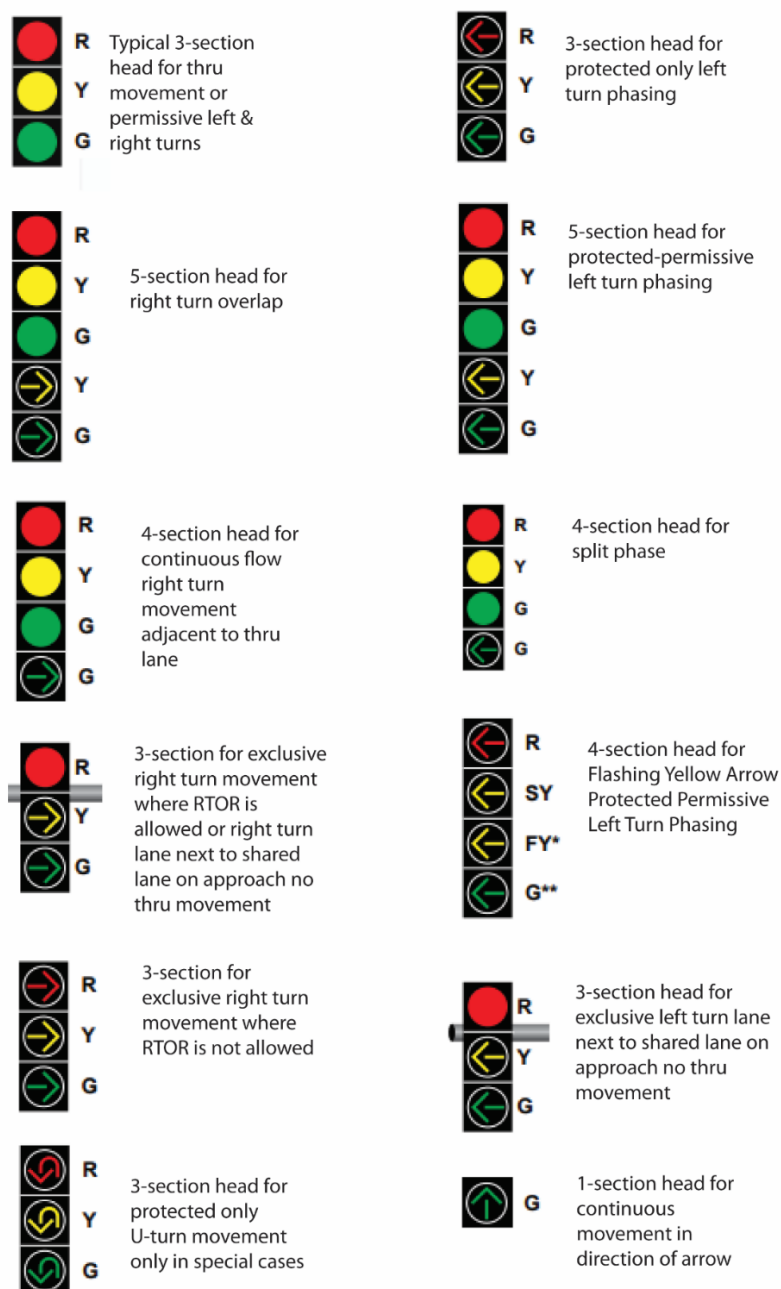 R
Y
G
Typical 3-section
head for thru
movement or
permissive left &
right turns
R
Y
G
3-section head for
protected only left
turn phasing
R
Y
G
Y
G
5-section head for
right turn overlap
R
Y
G
Y
G
5-section head for
protected-permissive
left turn phasing
R
Y
G
G
4-section head for
continuous flow
right turn
movement
adjacent to thru
lane
R
Y
G
G
4-section head for
split phase
R
Y
G
3-section for exclusive
right turn movement
where RTOR is
allowed or right turn
lane next to shared
lane on approach no
thru movement
R
SY
FY*
G**
4-section head for
Flashing Yellow Arrow
Protected Permissive
Left Turn Phasing
R
Y
G
3-section for
exclusive right turn
movement where
RTOR is not allowed
R
Y
G
3-section head for
exclusive left turn lane
next to shared lane on
approach no thru
movement
R
Y
G
3-section head for
protected only
U-turn movement
only in special cases
G
1-section head for
continuous
movement in
direction of arrow